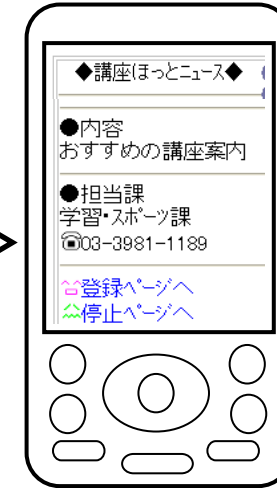 ◆講座ほっとニュース◆
●内容
おすすめの講座案内
●担当課
学習・スポーツ課
☎03-3981-1189
登録ページへ
停止ページへ